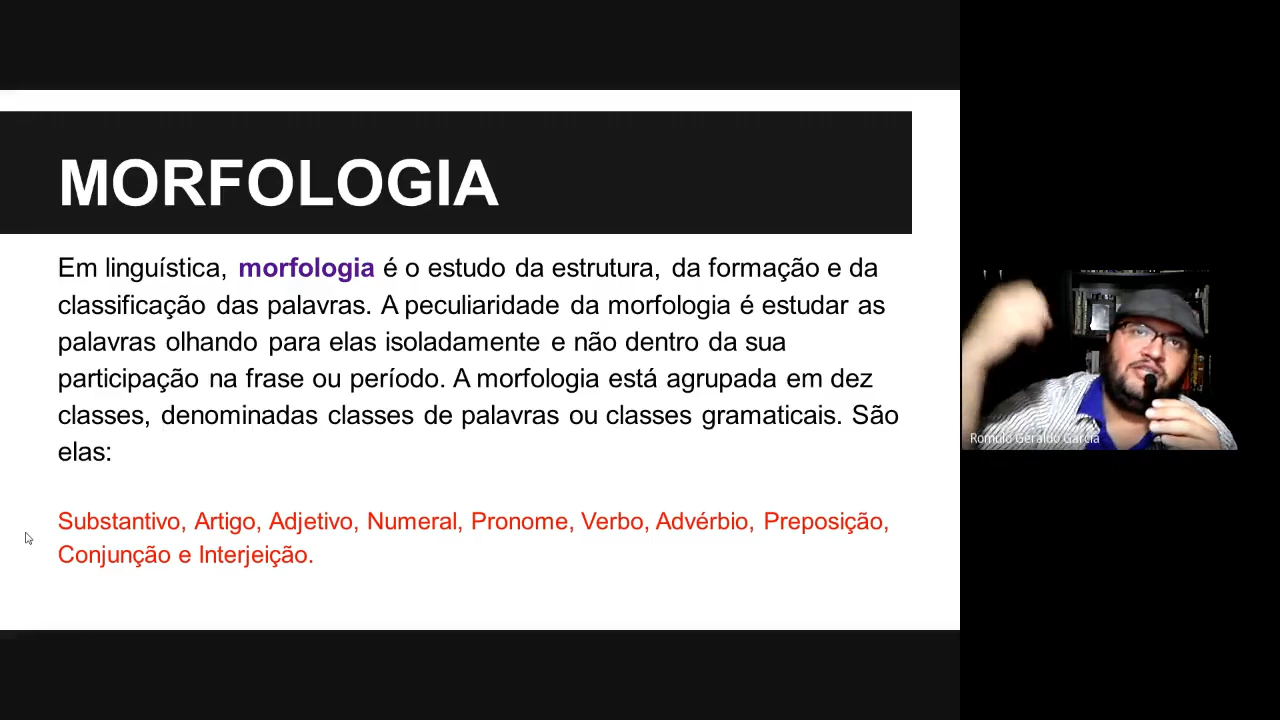 MORFOLOGIA
Em linguística, morfologia é o estudo da estrutura, da formação e da
classificação das palavras. A peculiaridade da morfologia é estudar as
palavras olhando para elas isoladamente e não dentro da sua
participação na frase ou período. A morfologia está agrupada em dez
classes, denominadas classes de palavras ou classes gramaticais. São
elas:
Substantivo, Artigo, Adjetivo, Numeral, Pronome, Verbo, Advérbio, Preposição,
Conjunção e Interjeição.
Romulo Geraldo Garcia